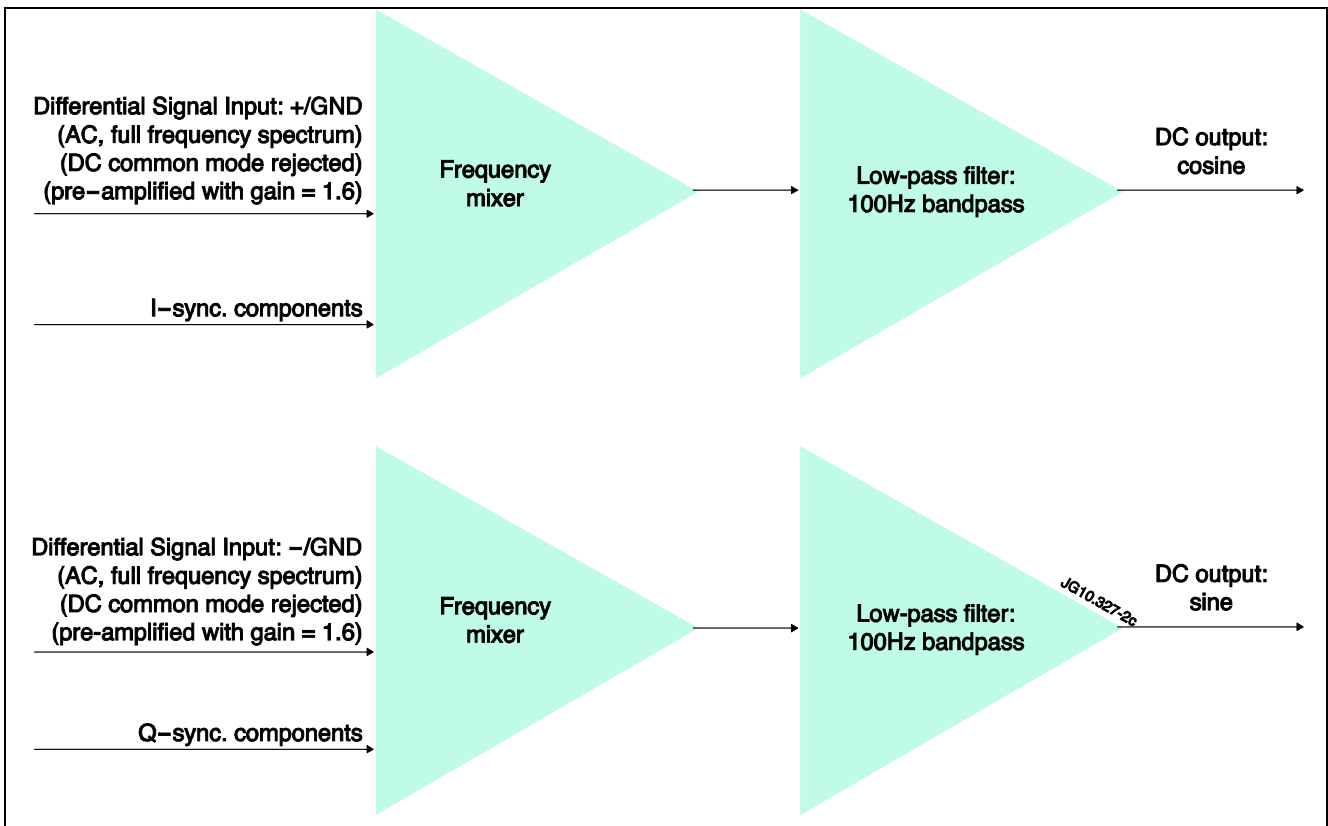 Differential Signal Input: +/GND
(AC, full frequency spectrum)
(DC common mode rejected)
(pre−amplified with gain = 1.6)
I−sync. components
Frequency
mixer
Low-pass filter:
100Hz bandpass
DC output:
cosine
Differential Signal Input: −/GND
(AC, full frequency spectrum)
(DC common mode rejected)
(pre-amplified with gain = 1.6)
Q−sync. components
Frequency
mixer
Low-pass filter:
100Hz bandpass
JG10.327-2c
DC output:
sine